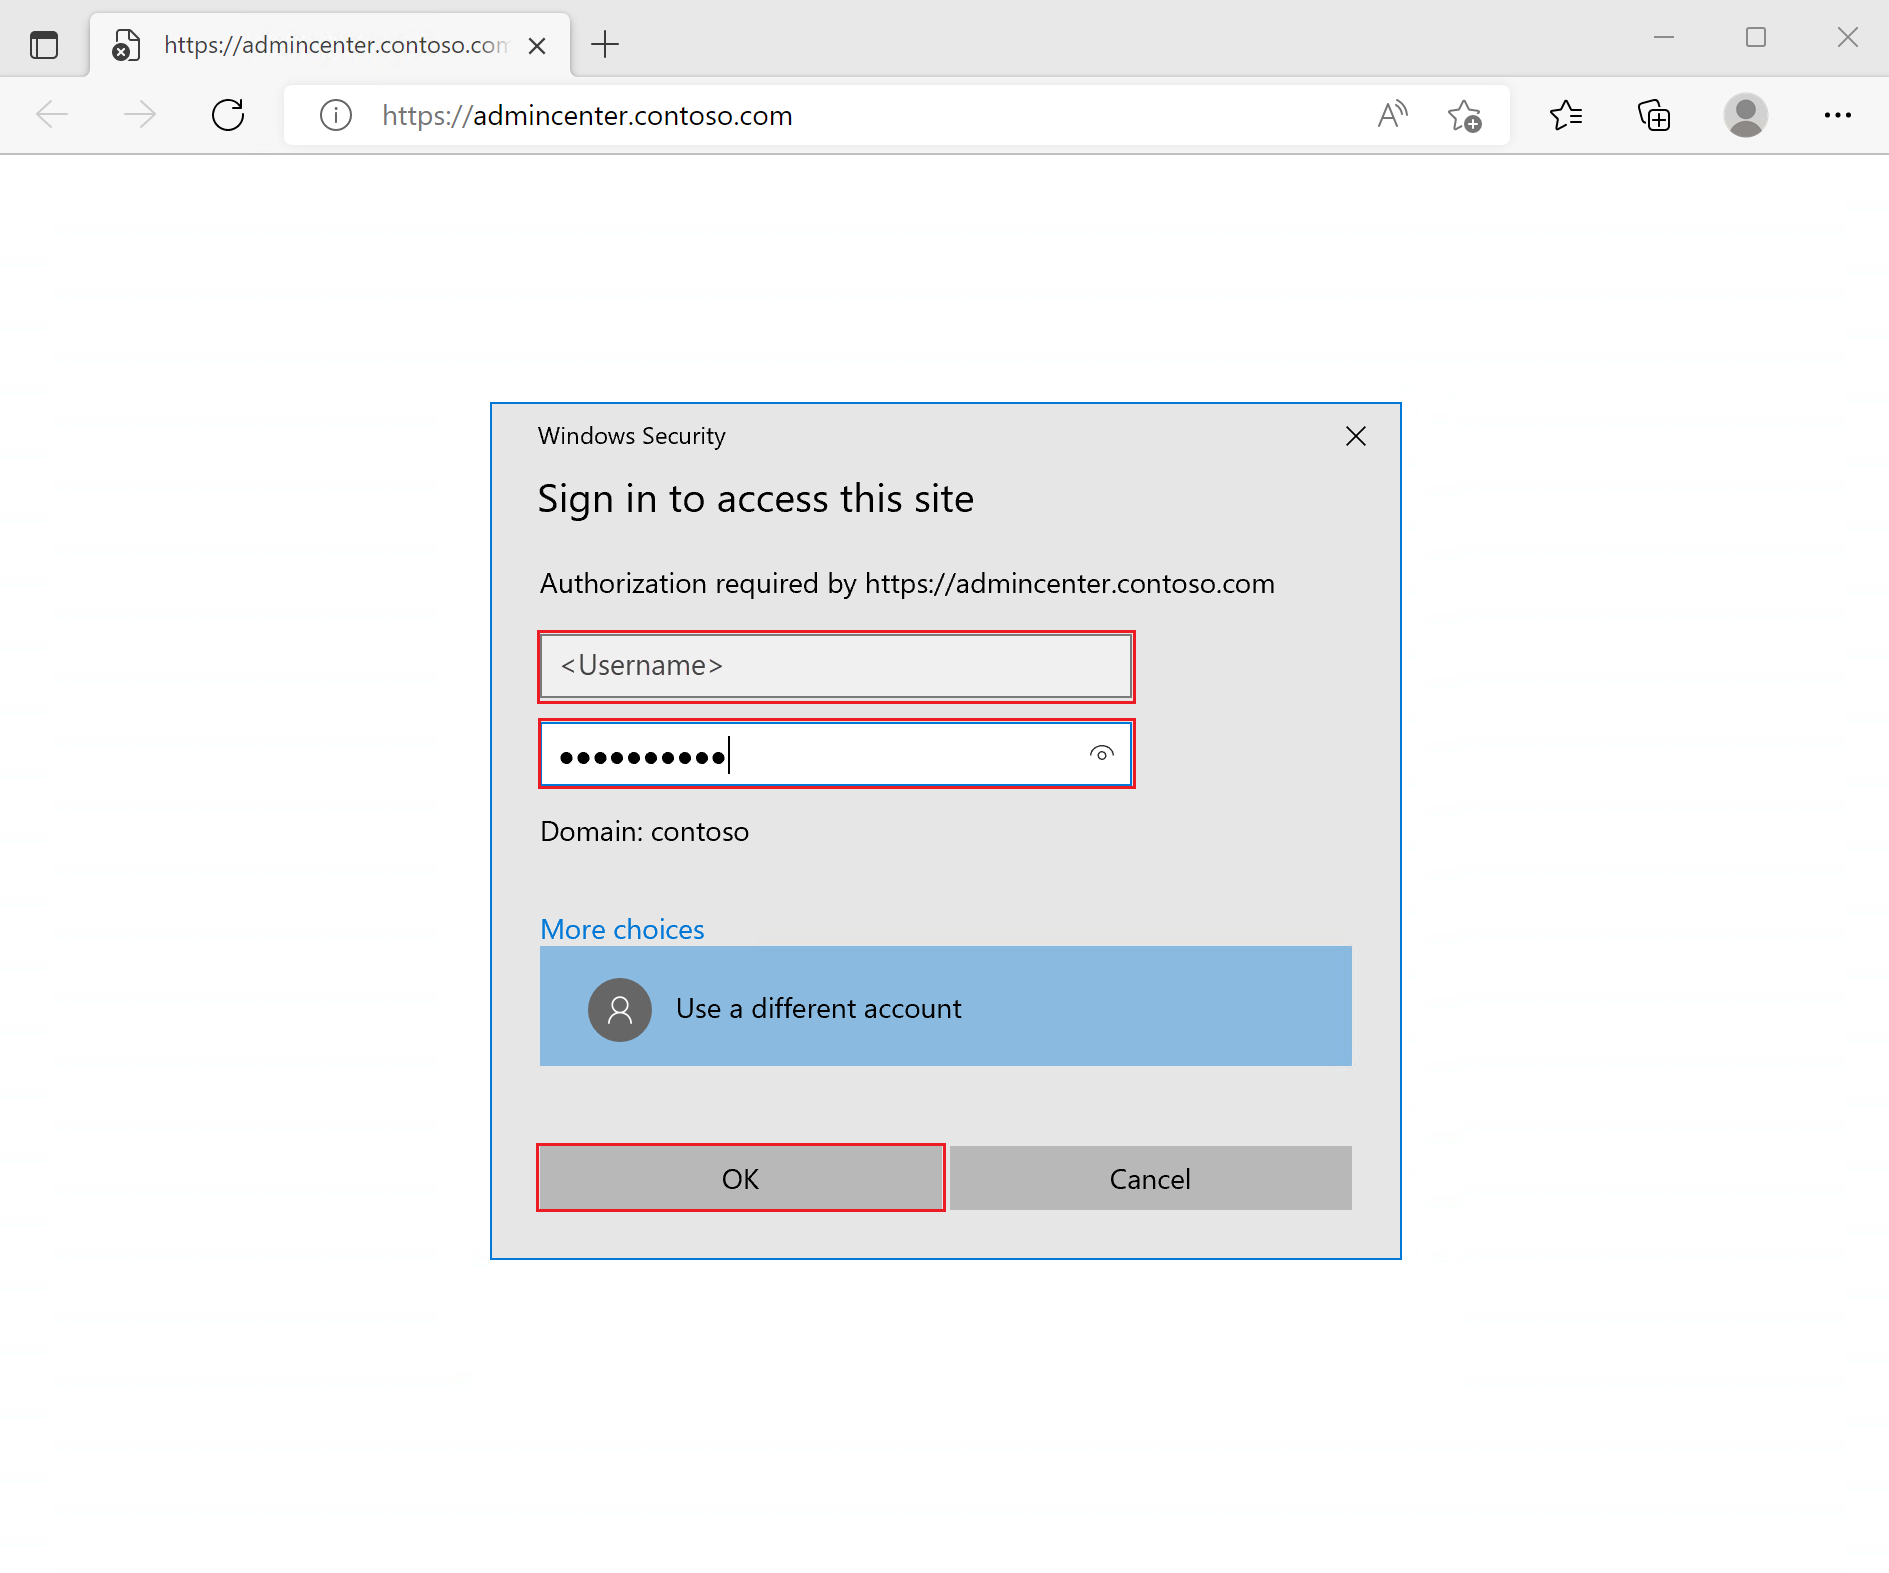 https://admincenter.contoso.com
https://admincenter.contoso.com
Windows Security
Sign in to access this site
Authorization required by https://admincenter.contoso.com
<Username>
••••••••••
Domain: contoso
More choices
Use a different account
OK
Cancel